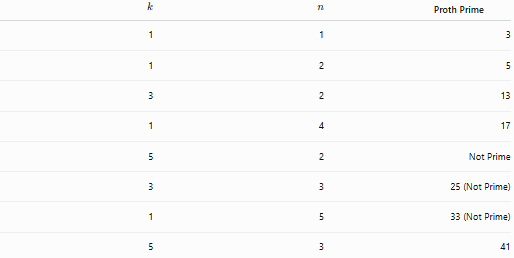 k n Proth Prime
1 1 3
1 2 5
3 2 13
1 4 17
5 2 Not Prime
3 3 25 (Not Prime)
1 5 33 (Not Prime)
5 3 41